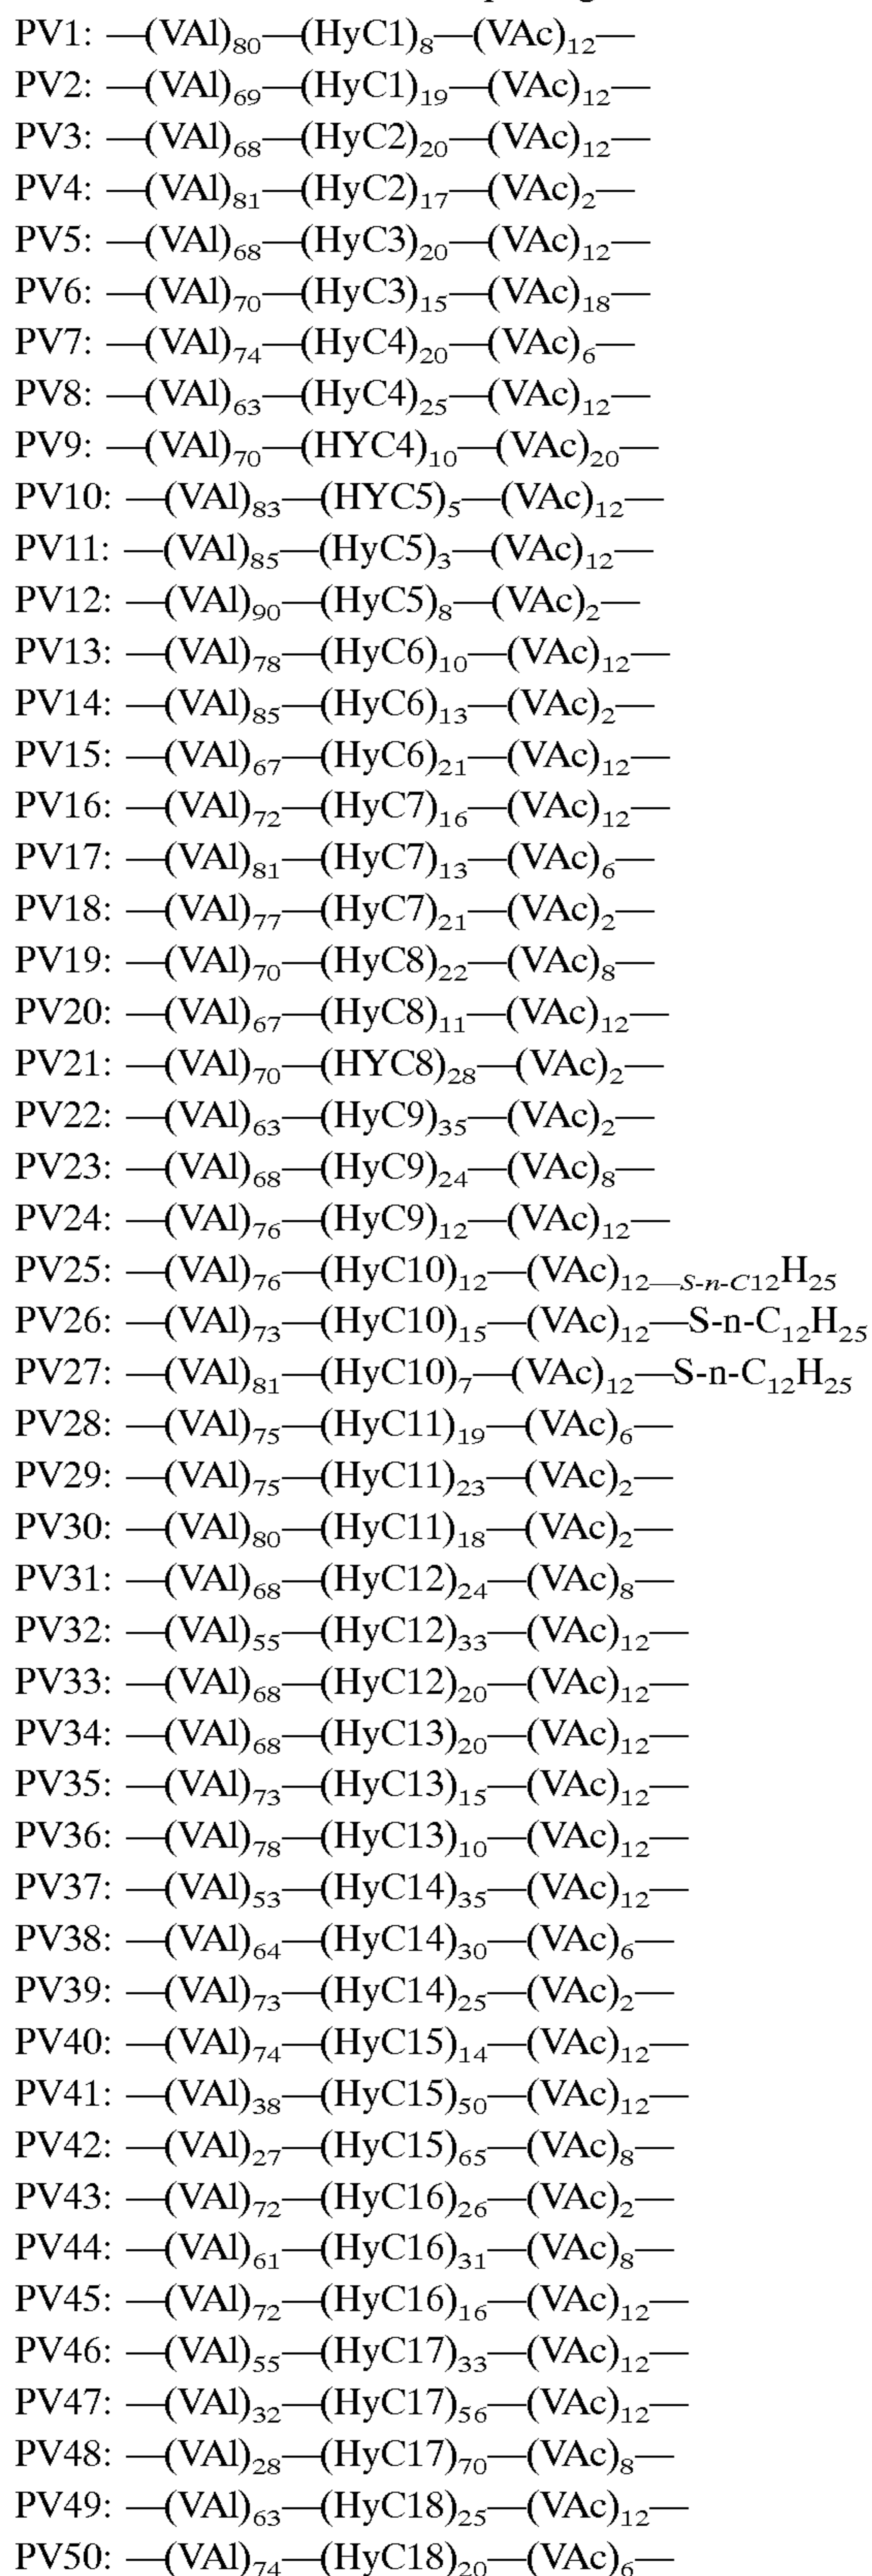 PV1: —(VAl)80—(HyC1)8—(VAc)12—
PV2: —(VAl)69—(HyC1)19—(VAc)12—
PV3: —(VAl)68—(HyC2)20—(VAc)12—
PV4: —(VAl)81—(HyC2)17—(VAc)2—
PV5: —(VAl)68—(HyC3)20—(VAc)12—
PV6: —(VAl)70—(HyC3)15—(VAc)18—
PV7: —(VAl)74—(HyC4)20—(VAc)6—
PV8: —(VAl)63—(HyC4)25—(VAc)12—
PV9: —(VAl)70—(HYC4)10—(VAc)20—
PV10: —(VAl)83—(HYC5)5—(VAc)12—
PV11: —(VAl)85—(HyC5)3—(VAc)12—
PV12: —(VAl)90—(HyC5)8—(VAc)2—
PV13: —(VAl)78—(HyC6)10—(VAc)12—
PV14: —(VAl)85—(HyC6)13—(VAc)2—
PV15: —(VAl)67—(HyC6)21—(VAc)12—
PV16: —(VAl)72—(HyC7)16—(VAc)12—
PV17: —(VAl)81—(HyC7)13—(VAc)6—
PV18: —(VAl)77—(HyC7)21—(VAc)2—
PV19: —(VAl)70—(HyC8)22—(VAc)8—
PV20: —(VAl)67—(HyC8)11—(VAc)12—
PV21: —(VAl)70—(HYC8)28—(VAc)2—
PV22: —(VAl)63—(HyC9)35—(VAc)2—
PV23: —(VAl)68—(HyC9)24—(VAc)8—
PV24: —(VAl)76—(HyC9)12—(VAc)12—
PV25: —(VAl)76—(HyC10)12—(VAc)12—S-n-C12H25
PV26: —(VAl)73—(HyC10)15—(VAc)12—S-n-C12H25
PV27: —(VAl)81—(HyC10)7—(VAc)12—S-n-C12H25
PV28: —(VAl)75—(HyC11)19—(VAc)6—
PV29: —(VAl)75—(HyC11)23—(VAc)2—
PV30: —(VAl)80—(HyC11)18—(VAc)2—
PV31: —(VAl)68—(HyC12)24—(VAc)8—
PV32: —(VAl)55—(HyC12)33—(VAc)12—
PV33: —(VAl)68—(HyC12)20—(VAc)12—
PV34: —(VAl)68—(HyC13)20—(VAc)12—
PV35: —(VAl)73—(HyC13)15—(VAc)12—
PV36: —(VAl)78—(HyC13)10—(VAc)12—
PV37: —(VAl)53—(HyC14)35—(VAc)12—
PV38: —(VAl)64—(HyC14)30—(VAc)6—
PV39: —(VAl)73—(HyC14)25—(VAc)2—
PV40: —(VAl)74—(HyC15)14—(VAc)12—
PV41: —(VAl)38—(HyC15)50—(VAc)12—
PV42: —(VAl)27—(HyC15)65—(VAc)8—
PV43: —(VAl)72—(HyC16)26—(VAc)2—
PV44: —(VAl)61—(HyC16)31—(VAc)8—
PV45: —(VAl)72—(HyC16)16—(VAc)12—
PV46: —(VAl)55—(HyC17)33—(VAc)12—
PV47: —(VAl)32—(HyC17)56—(VAc)12—
PV48: —(VAl)28—(HyC17)70—(VAc)8—
PV49: —(VAl)63—(HyC18)25—(VAc)12—
PV50: —(VAl)74—(HyC18)20—(VAc)6—